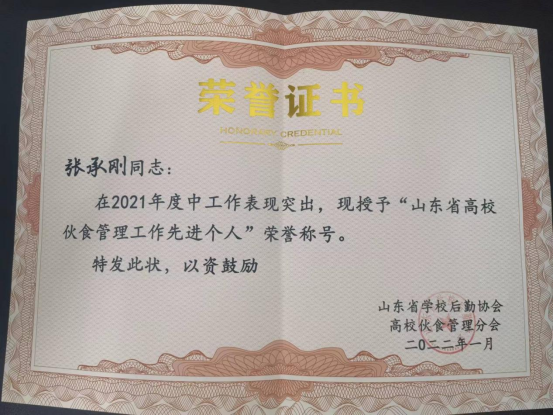 荣誉证书
HONORARY CREDENTIAL
张承刚同志：
在2021年度中工作表现突出，现授予“山东省高校
伙食管理工作先进个人”荣誉称号。
特发此状，以资鼓励
山东省学校后勤协会
高校伙食管理分会
二0二二年一月